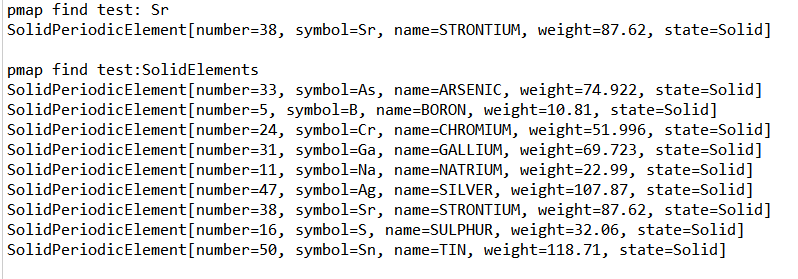 pmap find test: Sr
SolidPeriodicElement[number=38, symbol=Sr, name=STRONTIUM, weight=87.62, state=Solid]

pmap find test:SolidElements
SolidPeriodicElement[number=33, symbol=As, name=ARSENIC, weight=74.922, state=Solid]
SolidPeriodicElement[number=5, symbol=B, name=BORON, weight=10.81, state=Solid]
SolidPeriodicElement[number=24, symbol=Cr, name=CHROMIUM, weight=51.996, state=Solid]
SolidPeriodicElement[number=31, symbol=Ga, name=GALLIUM, weight=69.723, state=Solid]
SolidPeriodicElement[number=11, symbol=Na, name=NATRIUM, weight=22.99, state=Solid]
SolidPeriodicElement[number=47, symbol=Ag, name=SILVER, weight=107.87, state=Solid]
SolidPeriodicElement[number=38, symbol=Sr, name=STRONTIUM, weight=87.62, state=Solid]
SolidPeriodicElement[number=16, symbol=S, name=SULPHUR, weight=32.06, state=Solid]
SolidPeriodicElement[number=50, symbol=Sn, name=TIN, weight=118.71, state=Solid]